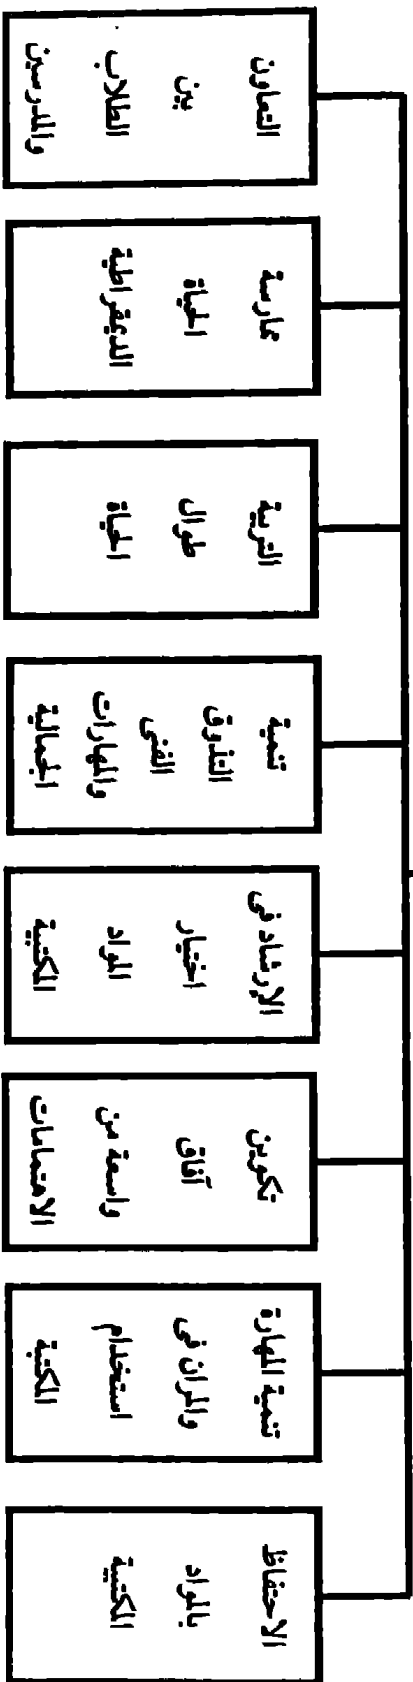 الاحتفاظ
بالمواد
المكتبية
تنمية المهارة
والمران فى
استخدام
المكتبة
تكوين
آفاق
واسعة من
الاهتمامات
الإرشاد فى
اختيار
المواد
المكتبية
تنمية
التذوق
الفنى
والمهارات
الجمالية
التربية
طوال
الحياة
ممارسة
الحياة
الديمقراطية
التعاون
بين
الطلاب
والمدرسين